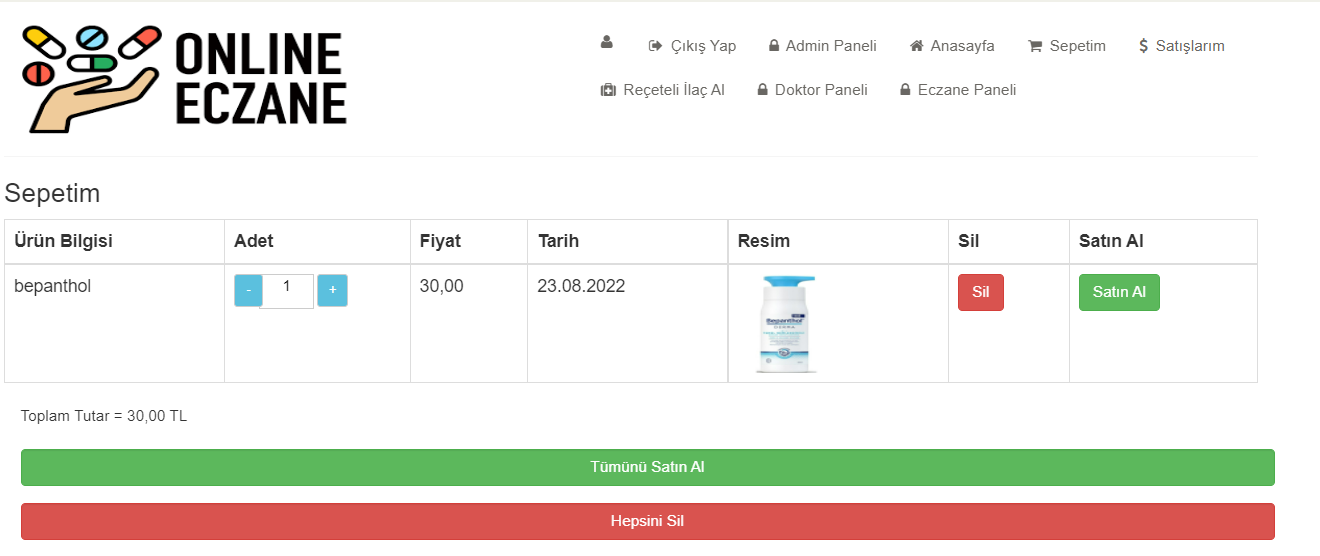 ONLINE
ECZANE
Çıkış Yap Admin Paneli Anasayfa Sepetim $ Satışlarım
Reçeteli İlaç Al Doktor Paneli Eczane Paneli
Sepetim
Ürün Bilgisi Adet Fiyat Tarih Resim Sil Satın Al
bepanthol - 1 + 30,00 23.08.2022 Sil Satın Al
Bepanthol
DERMA
Toplam Tutar = 30,00 TL
Tümünü Satın Al
Hepsini Sil